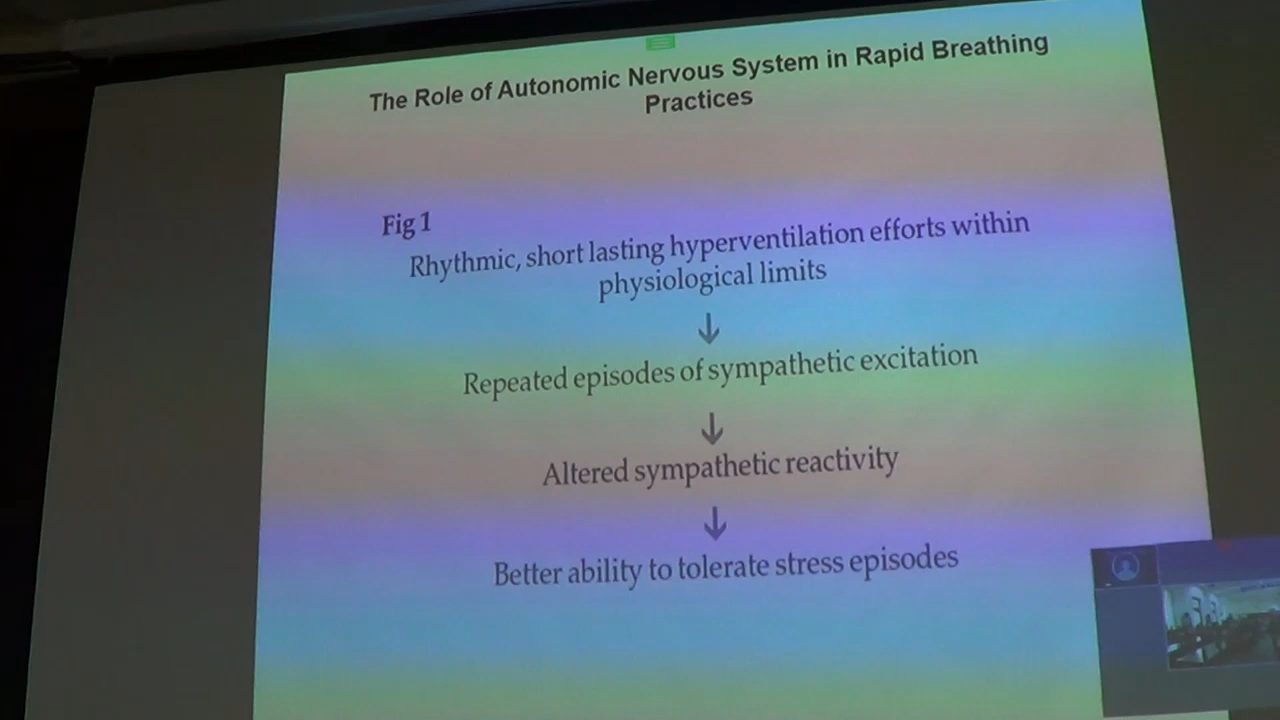 The Role of Autonomic Nervous System in Rapid Breathing
Practices
Fig 1
Rhythmic, short lasting hyperventilation efforts within
physiological limits
↓
Repeated episodes of sympathetic excitation
↓
Altered sympathetic reactivity
↓
Better ability to tolerate stress episodes